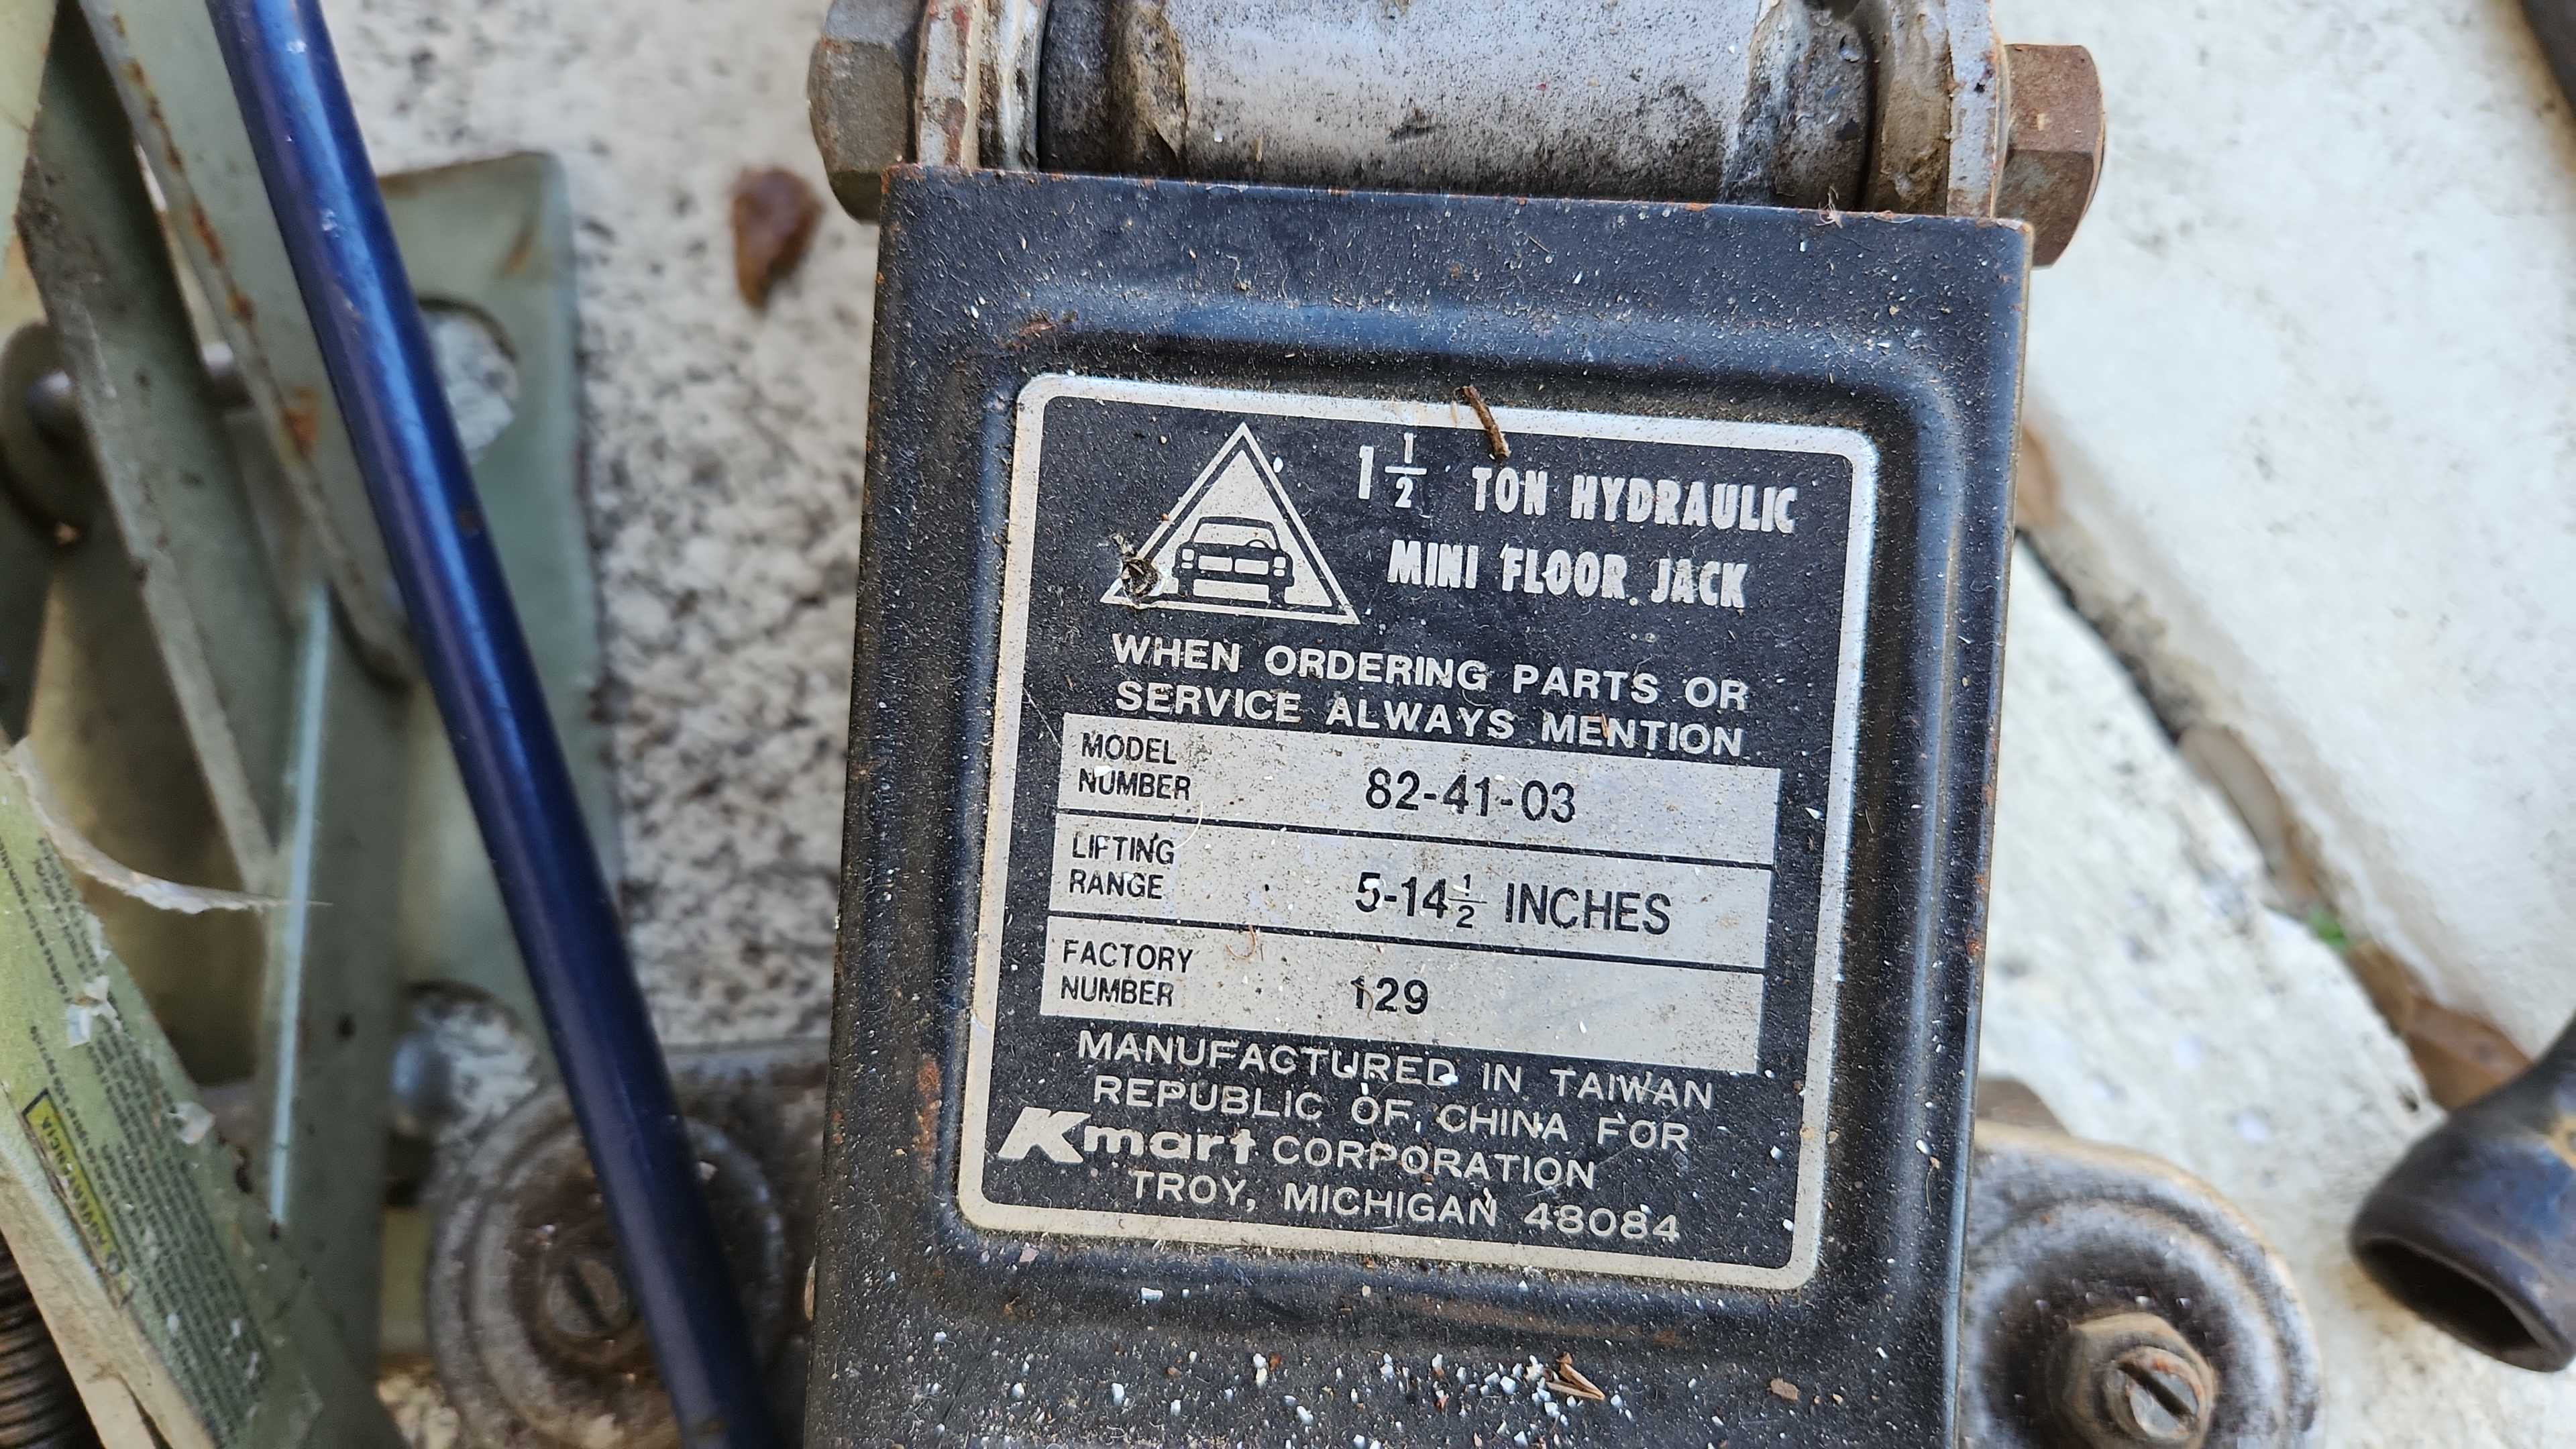 1 1/2 TON HYDRAULIC
MINI FLOOR JACK
WHEN ORDERING PARTS OR
SERVICE ALWAYS MENTION
MODEL NUMBER 82-41-03
LIFTING RANGE 5-14 1/2 INCHES
FACTORY NUMBER 129
MANUFACTURED IN TAIWAN
REPUBLIC OF CHINA FOR
Kmart CORPORATION
TROY, MICHIGAN 48084